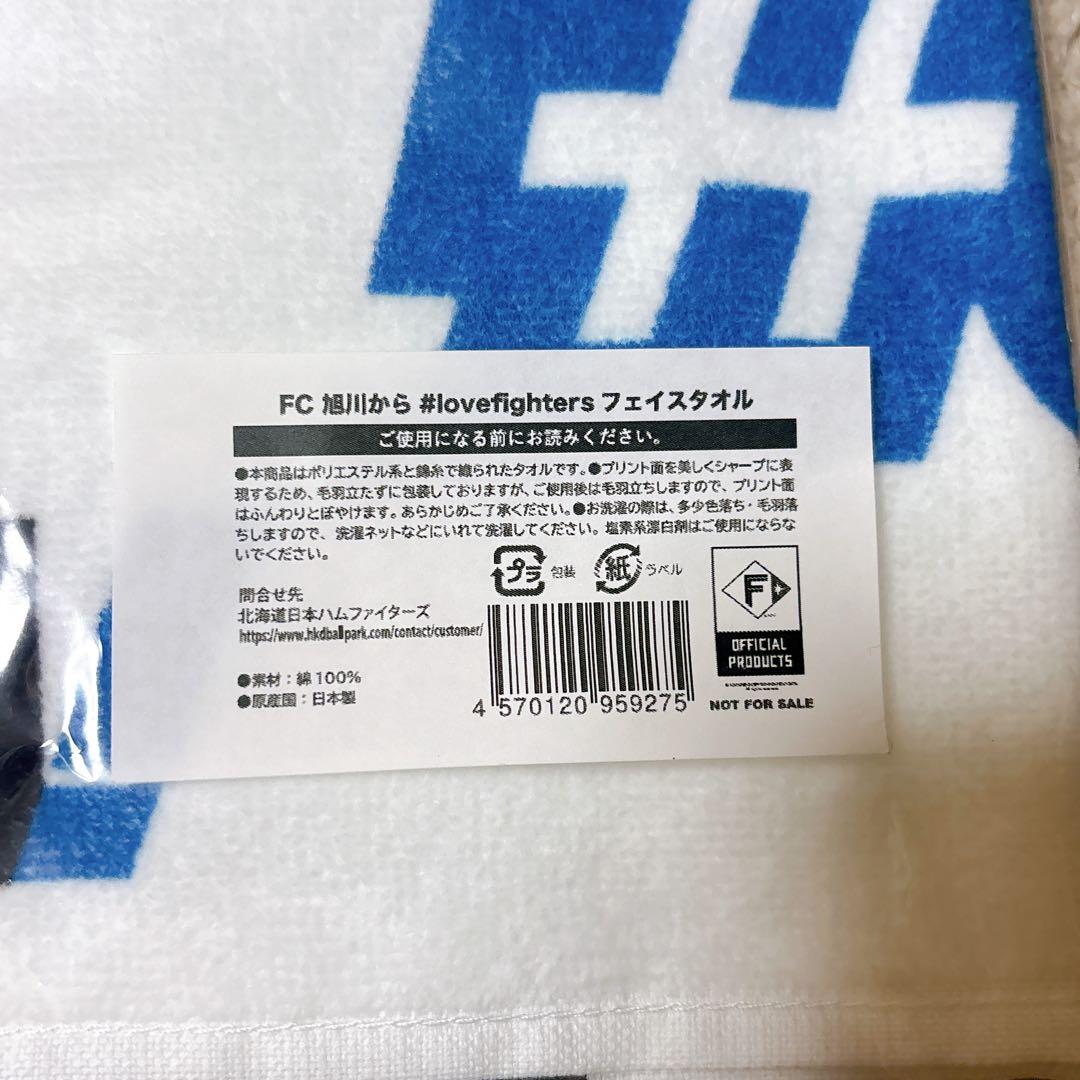 #
FC 旭川から #lovefighters フェイスタオル
ご使用になる前にお読みください。
●本商品はポリエステル系と錦糸で織られたタオルです。●プリント面を美しくシャープに表
現するため、毛羽立たずに包装しておりますが、ご使用後は毛羽立ちしますので、プリント面
はふんわりとぼやけます。あらかじめご了承ください。●お洗濯の際は、多少色落ち・毛羽落
ちしますので、洗濯ネットなどにいれて洗濯してください。塩素系漂白剤はご使用にならな
いでください。
プラ 包装 紙 ラベル
問合せ先
北海道日本ハムファイターズ
https://www.hkdballpark.com/contact/customer/
●素材：綿100%
●原産国：日本製
4 570120 959275
F
OFFICIAL
PRODUCTS
NOT FOR SALE